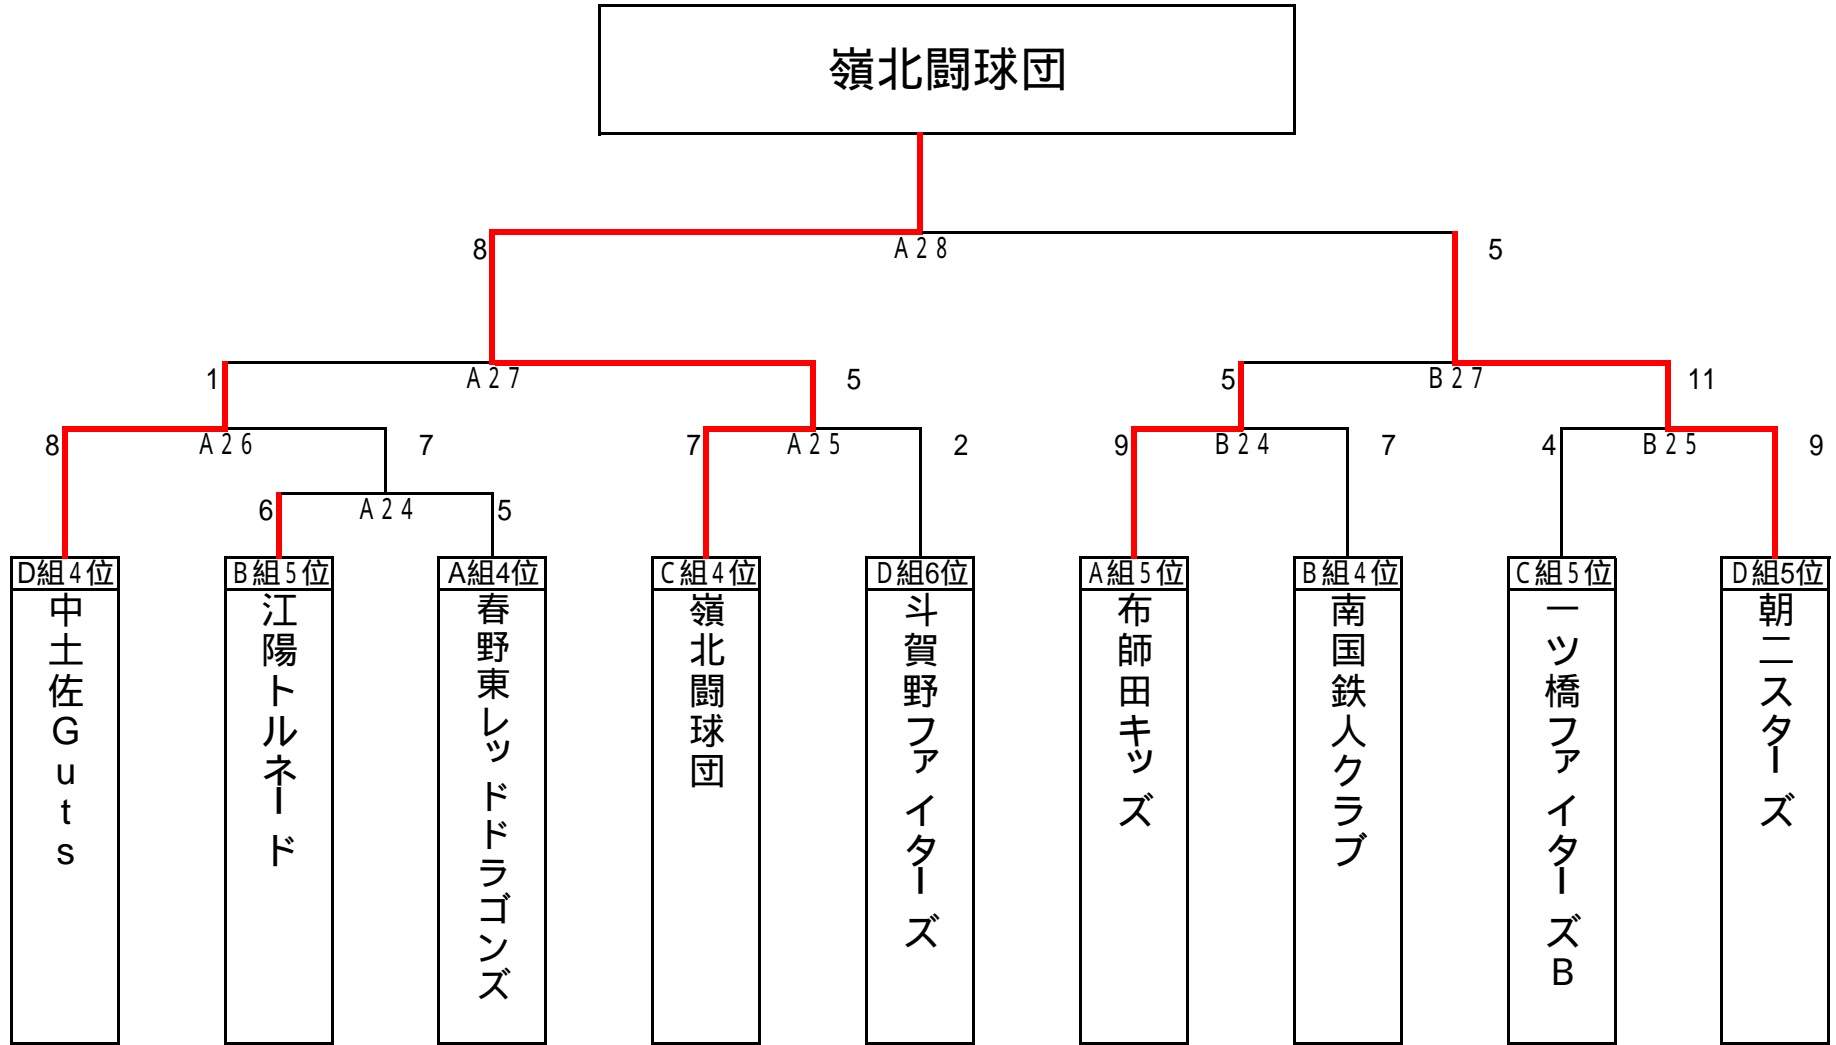 嶺北闘球団
8 A28 5
1 A27 5 5 B27 11
8 A26 7 7 A25 2 9 B24 7 4 B25 9
6 A24 5
D組4位 B組5位 A組4位 C組4位 D組6位 A組5位 B組4位 C組5位 D組5位
中土佐Guts
江陽トルネード
春野東レッドドラゴンズ
嶺北闘球団
斗賀野ファイターズ
布師田キッズ
南国鉄人クラブ
一ツ橋ファイターズB
朝二スターズ